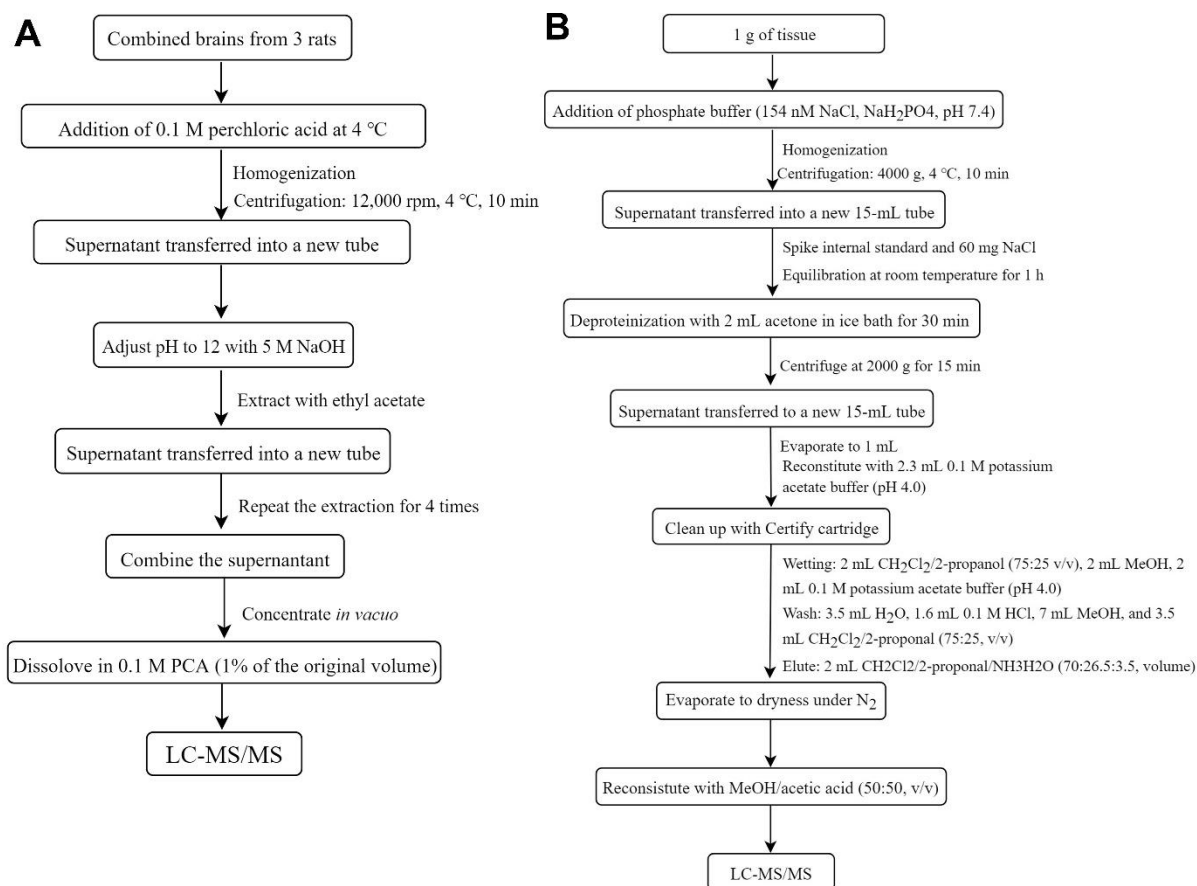 A
Combined brains from 3 rats
Addition of 0.1 M perchloric acid at 4 ℃
Homogenization
Centrifugation: 12,000 rpm, 4 ℃, 10 min
Supernatant transferred into a new tube
Adjust pH to 12 with 5 M NaOH
Extract with ethyl acetate
Supernatant transferred into a new tube
Repeat the extraction for 4 times
Combine the supernantant
Concentrate in vacuo
Dissolove in 0.1 M PCA (1% of the original volume)
LC-MS/MS
B
1 g of tissue
Addition of phosphate buffer (154 nM NaCl, NaH₂PO4, pH 7.4)
Homogenization
Centrifugation: 4000 g, 4 ℃, 10 min
Supernatant transferred into a new 15-mL tube
Spike internal standard and 60 mg NaCl
Equilibration at room temperature for 1 h
Deproteinization with 2 mL acetone in ice bath for 30 min
Centrifuge at 2000 g for 15 min
Supernatant transferred to a new 15-mL tube
Evaporate to 1 mL
Reconstitute with 2.3 mL 0.1 M potassium
acetate buffer (pH 4.0)
Clean up with Certify cartridge
Wetting: 2 mL CH₂Cl₂/2-propanol (75:25 v/v), 2 mL MeOH, 2
mL 0.1 M potassium acetate buffer (pH 4.0)
Wash: 3.5 mL H₂O, 1.6 mL 0.1 M HCl, 7 mL MeOH, and 3.5
mL CH₂Cl₂/2-proponal (75:25, v/v)
Elute: 2 mL CH2Cl2/2-proponal/NH3H2O (70:26.5:3.5, volume)
Evaporate to dryness under N₂
Reconsistute with MeOH/acetic acid (50:50, v/v)
LC-MS/MS